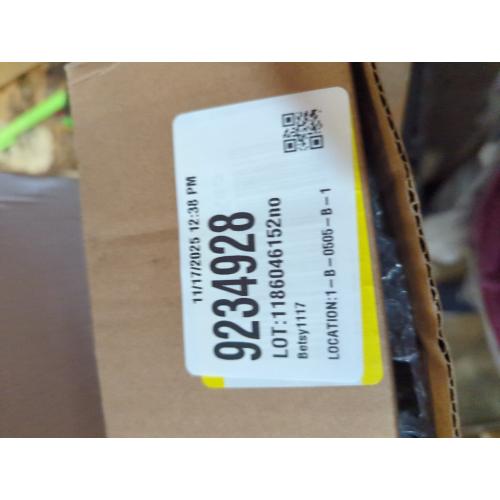 11/17/2025 12:38 PM
9234928
LOT:1186046152no
Betsy1117
LOCATION:1-B-0505-B-1